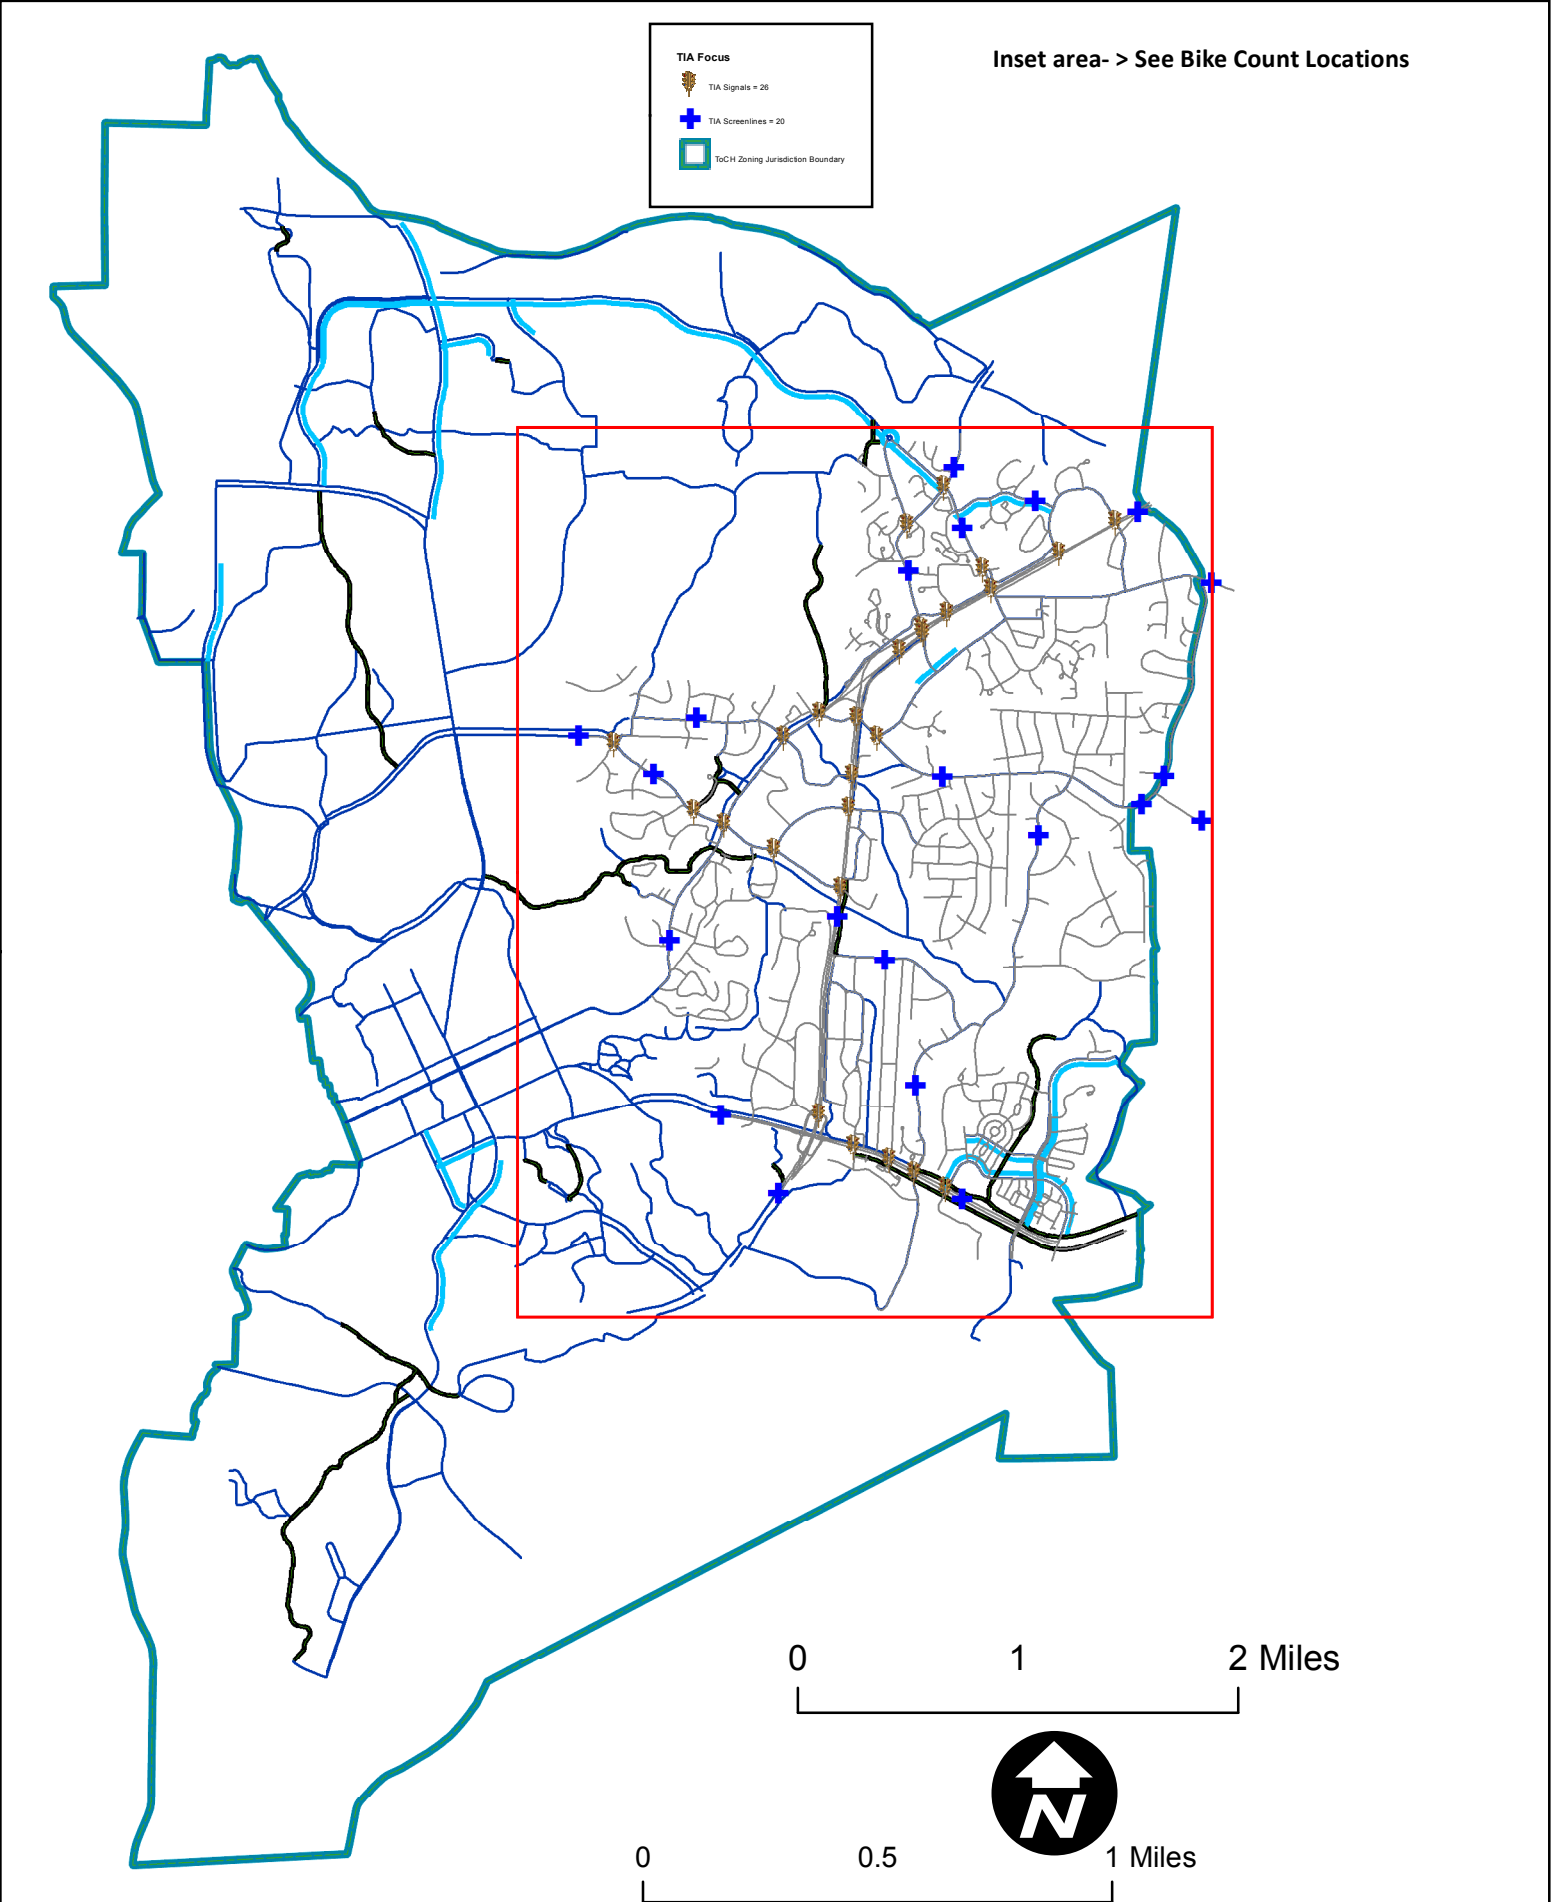 Inset area- > See Bike Count Locations
TIA Focus
TIA Signals = 26
TIA Screenlines = 20
ToCH Zoning Jurisdiction Boundary
0 1 2 Miles
N
0 0.5 1 Miles